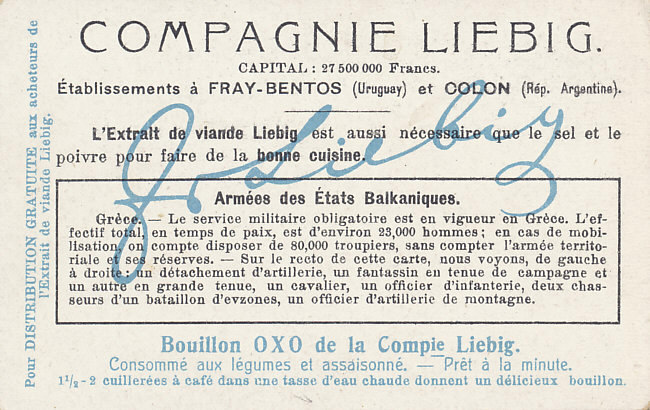 COMPAGNIE LIEBIG.
CAPITAL : 27 500 000 Francs.
Établissements à FRAY-BENTOS (Uruguay) et COLON (Rép. Argentine).
L'Extrait de viande Liebig est aussi nécessaire que le sel et le
poivre pour faire de la bonne cuisine.
Armées des États Balkaniques.
Grèce. — Le service militaire obligatoire est en vigueur en Grèce. L'ef-
fectif total, en temps de paix, est d'environ 23,000 hommes ; en cas de mobi-
lisation, on compte disposer de 80,000 troupiers, sans compter l'armée territo-
riale et ses réserves. — Sur le recto de cette carte, nous voyons, de gauche
à droite : un détachement d'artillerie, un fantassin en tenue de campagne et
un autre en grande tenue, un cavalier, un officier d'infanterie, deux chas-
seurs d'un bataillon d'evzones, un officier d'artillerie de montagne.
Bouillon OXO de la Compie Liebig.
Consommé aux légumes et assaisonné. — Prêt à la minute.
1½-2 cuillerées à café dans une tasse d'eau chaude donnent un délicieux bouillon.
Pour DISTRIBUTION GRATUITE aux acheteurs de
l'Extrait de viande Liebig.
J v Liebig